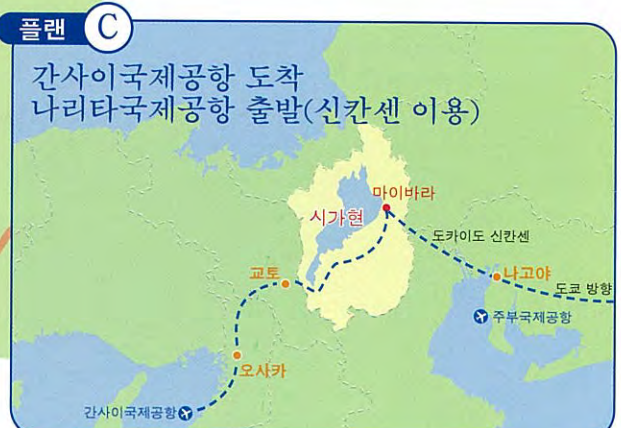 플랜 C
간사이국제공항 도착
나리타국제공항 출발(신칸센 이용)
마이바라
시가현
도카이도 신칸센
교토
나고야
도쿄 방향
주부국제공항
오사카
간사이국제공항